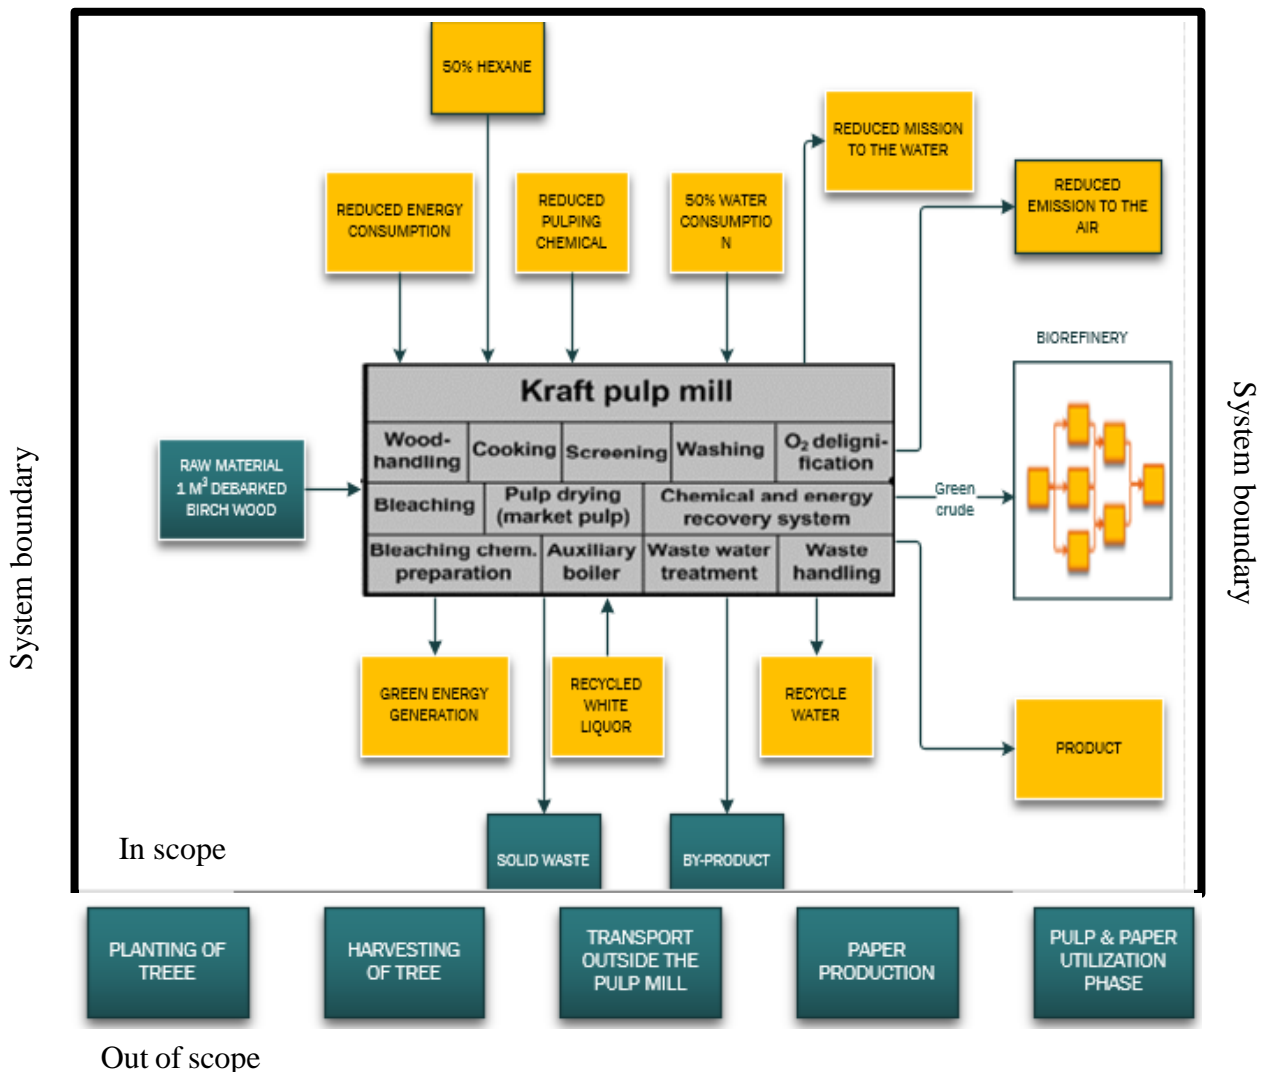 50% HEXANE
REDUCED MISSION
TO THE WATER
REDUCED ENERGY
CONSUMPTION
REDUCED
PULPING
CHEMICAL
50% WATER
CONSUMPTIO
N
REDUCED
EMISSION TO THE
AIR
BIOREFINERY
Kraft pulp mill
Wood-
handling
Cooking
Screening
Washing
O₂ deligni-
fication
RAW MATERIAL
1 M³ DEBARKED
BIRCH WOOD
Bleaching
Pulp drying
(market pulp)
Chemical and energy
recovery system
Green
crude
Bleaching chem.
preparation
Auxiliary
boiler
Waste water
treatment
Waste
handling
System boundary
System boundary
GREEN ENERGY
GENERATION
RECYCLED
WHITE
LIQUOR
RECYCLE
WATER
PRODUCT
In scope
SOLID WASTE
BY-PRODUCT
PLANTING OF
TREEE
HARVESTING
OF TREE
TRANSPORT
OUTSIDE THE
PULP MILL
PAPER
PRODUCTION
PULP & PAPER
UTILIZATION
PHASE
Out of scope